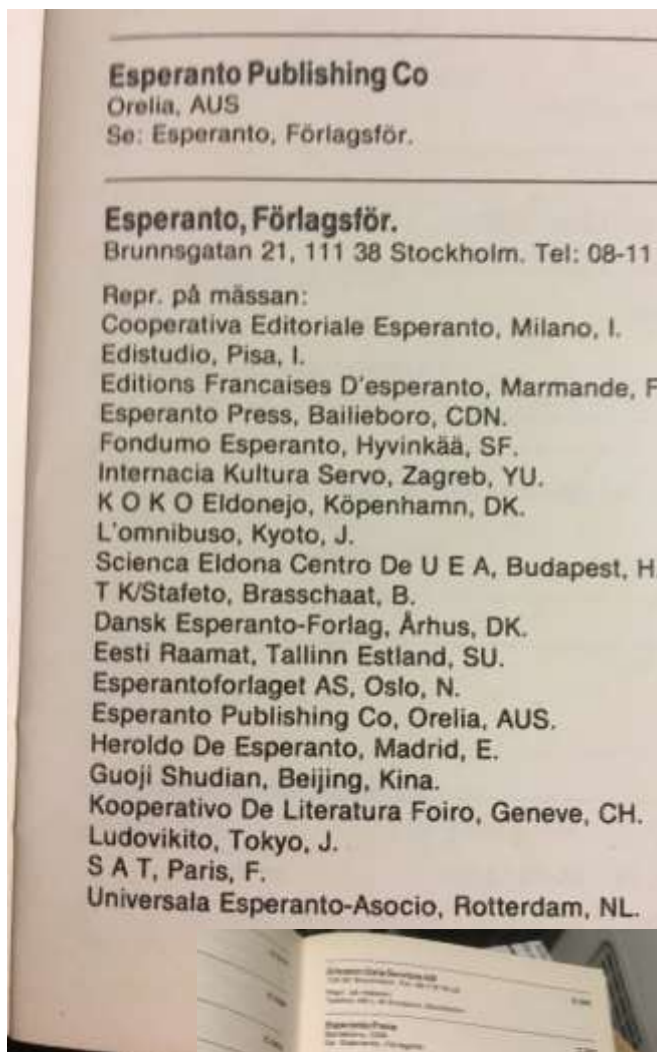 Esperanto Publishing Co
Orelia, AUS
Se: Esperanto, Förlagsför.
Esperanto, Förlagsför.
Brunnsgatan 21, 111 38 Stockholm. Tel: 08-11
Repr. på mässan:
Cooperativa Editoriale Esperanto, Milano, I.
Edistudio, Pisa, I.
Editions Francaises D'esperanto, Marmande, F
Esperanto Press, Bailieboro, CDN.
Fondumo Esperanto, Hyvinkää, SF.
Internacia Kultura Servo, Zagreb, YU.
K O K O Eldonejo, Köpenhamn, DK.
L'omnibuso, Kyoto, J.
Scienca Eldona Centro De U E A, Budapest, H
T K/Stafeto, Brasschaat, B.
Dansk Esperanto-Forlag, Århus, DK.
Eesti Raamat, Tallinn Estland, SU.
Esperantoforlaget AS, Oslo, N.
Esperanto Publishing Co, Orelia, AUS.
Heroldo De Esperanto, Madrid, E.
Guoji Shudian, Beijing, Kina.
Kooperativo De Literatura Foiro, Geneve, CH.
Ludovikito, Tokyo, J.
S A T, Paris, F.
Universala Esperanto-Asocio, Rotterdam, NL.
Esperanto Press